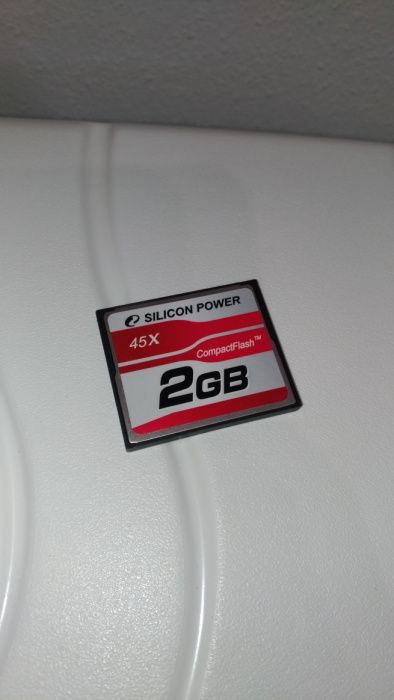 SILICON POWER
45X
CompactFlash™
2GB